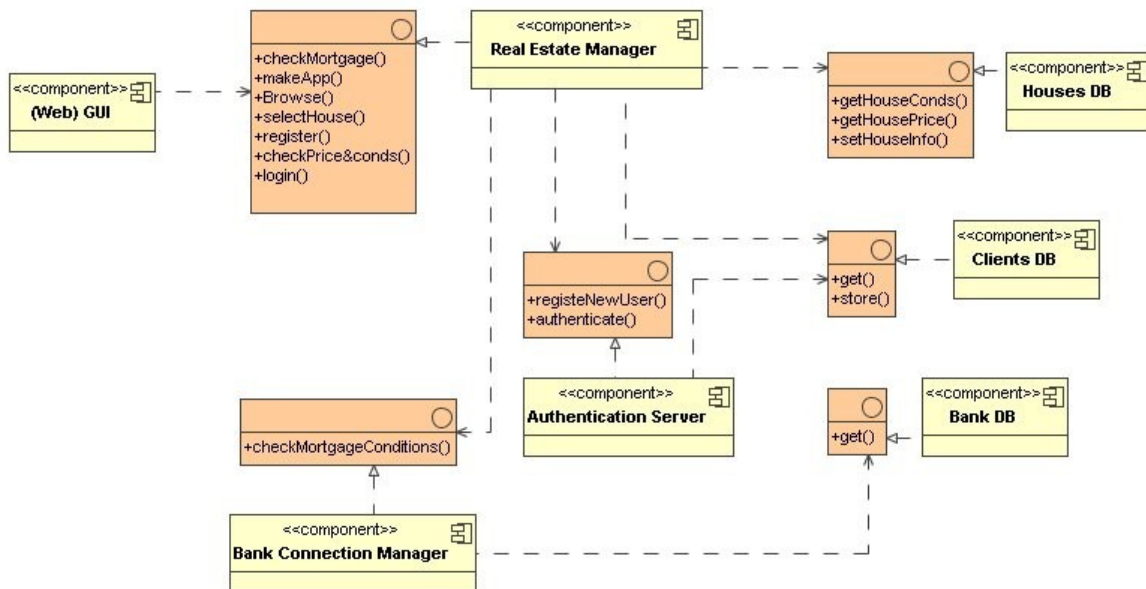 <<component>>
(Web) GUI
+checkMortgage()
+makeApp()
+Browse()
+selectHouse()
+register()
+checkPrice&conds()
+login()
<<component>>
Real Estate Manager
+getHouseConds()
+getHousePrice()
+setHouseInfo()
<<component>>
Houses DB
+registeNewUser()
+authenticate()
+get()
+store()
<<component>>
Clients DB
<<component>>
Authentication Server
+get()
<<component>>
Bank DB
+checkMortgageConditions()
<<component>>
Bank Connection Manager